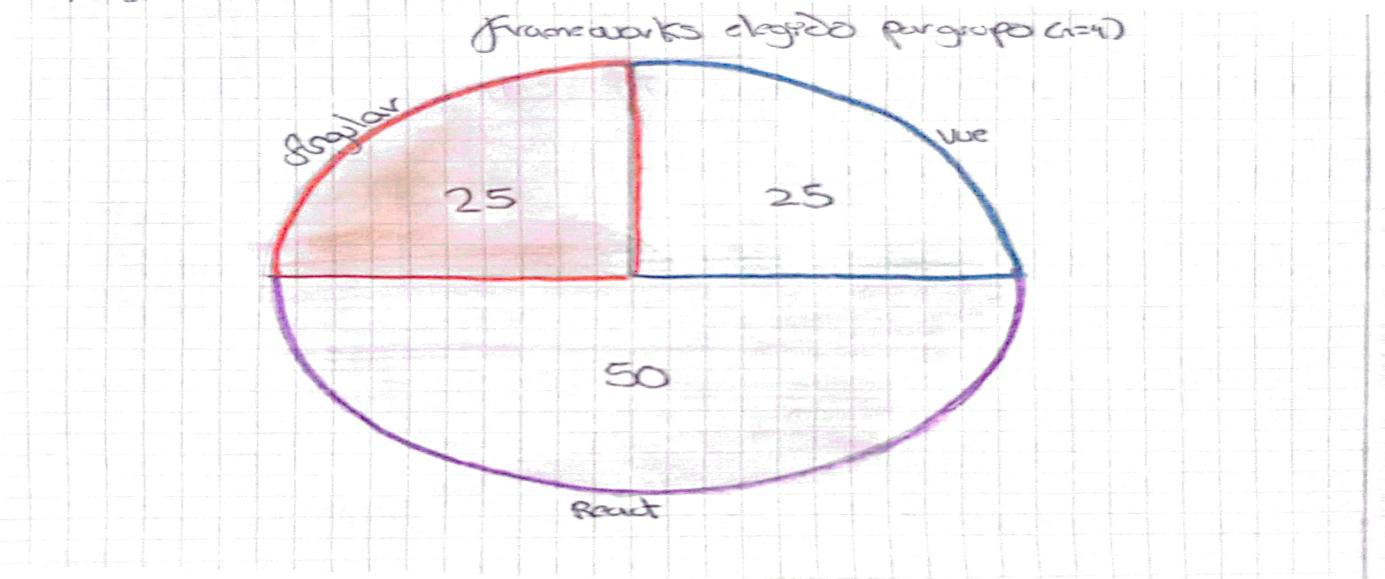 Frameworks elegido por grupo (n=4)
Angular
Vue
25
25
50
React